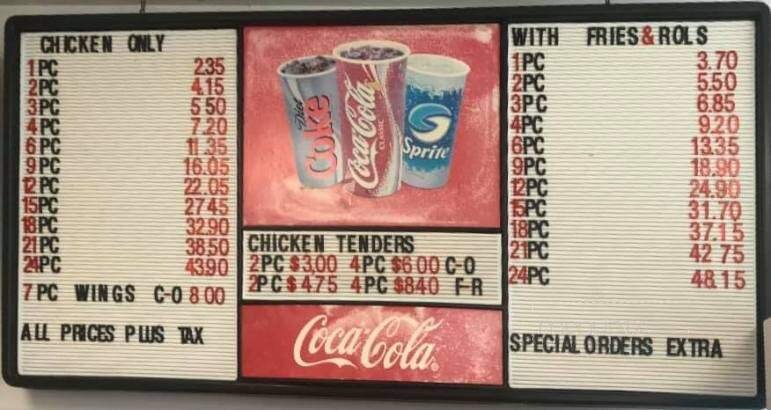 CHICKEN ONLY
1PC 2.35
2PC 4.15
3PC 5 50
4PC 7.20
6PC 11.35
9PC 16.05
12PC 22.05
15PC 27 45
18PC 32.90
21PC 38.50
24PC 43.90
7 PC WINGS C-O 8 00
ALL PRICES PLUS TAX
Diet Coke
Coca-Cola
CLASSIC
Sprite
CHICKEN TENDERS
2PC $3.00 4PC $6 00 C-O
2PC $ 4.75 4PC $8.40 F-R
Coca-Cola
WITH FRIES & ROLS
1PC 3.70
2PC 5.50
3PC 6.85
4PC 9.20
6PC 13.35
9PC 18.90
12PC 24.90
15PC 31.70
18PC 37.15
21PC 42 75
24PC 48.15
SPECIAL ORDERS EXTRA